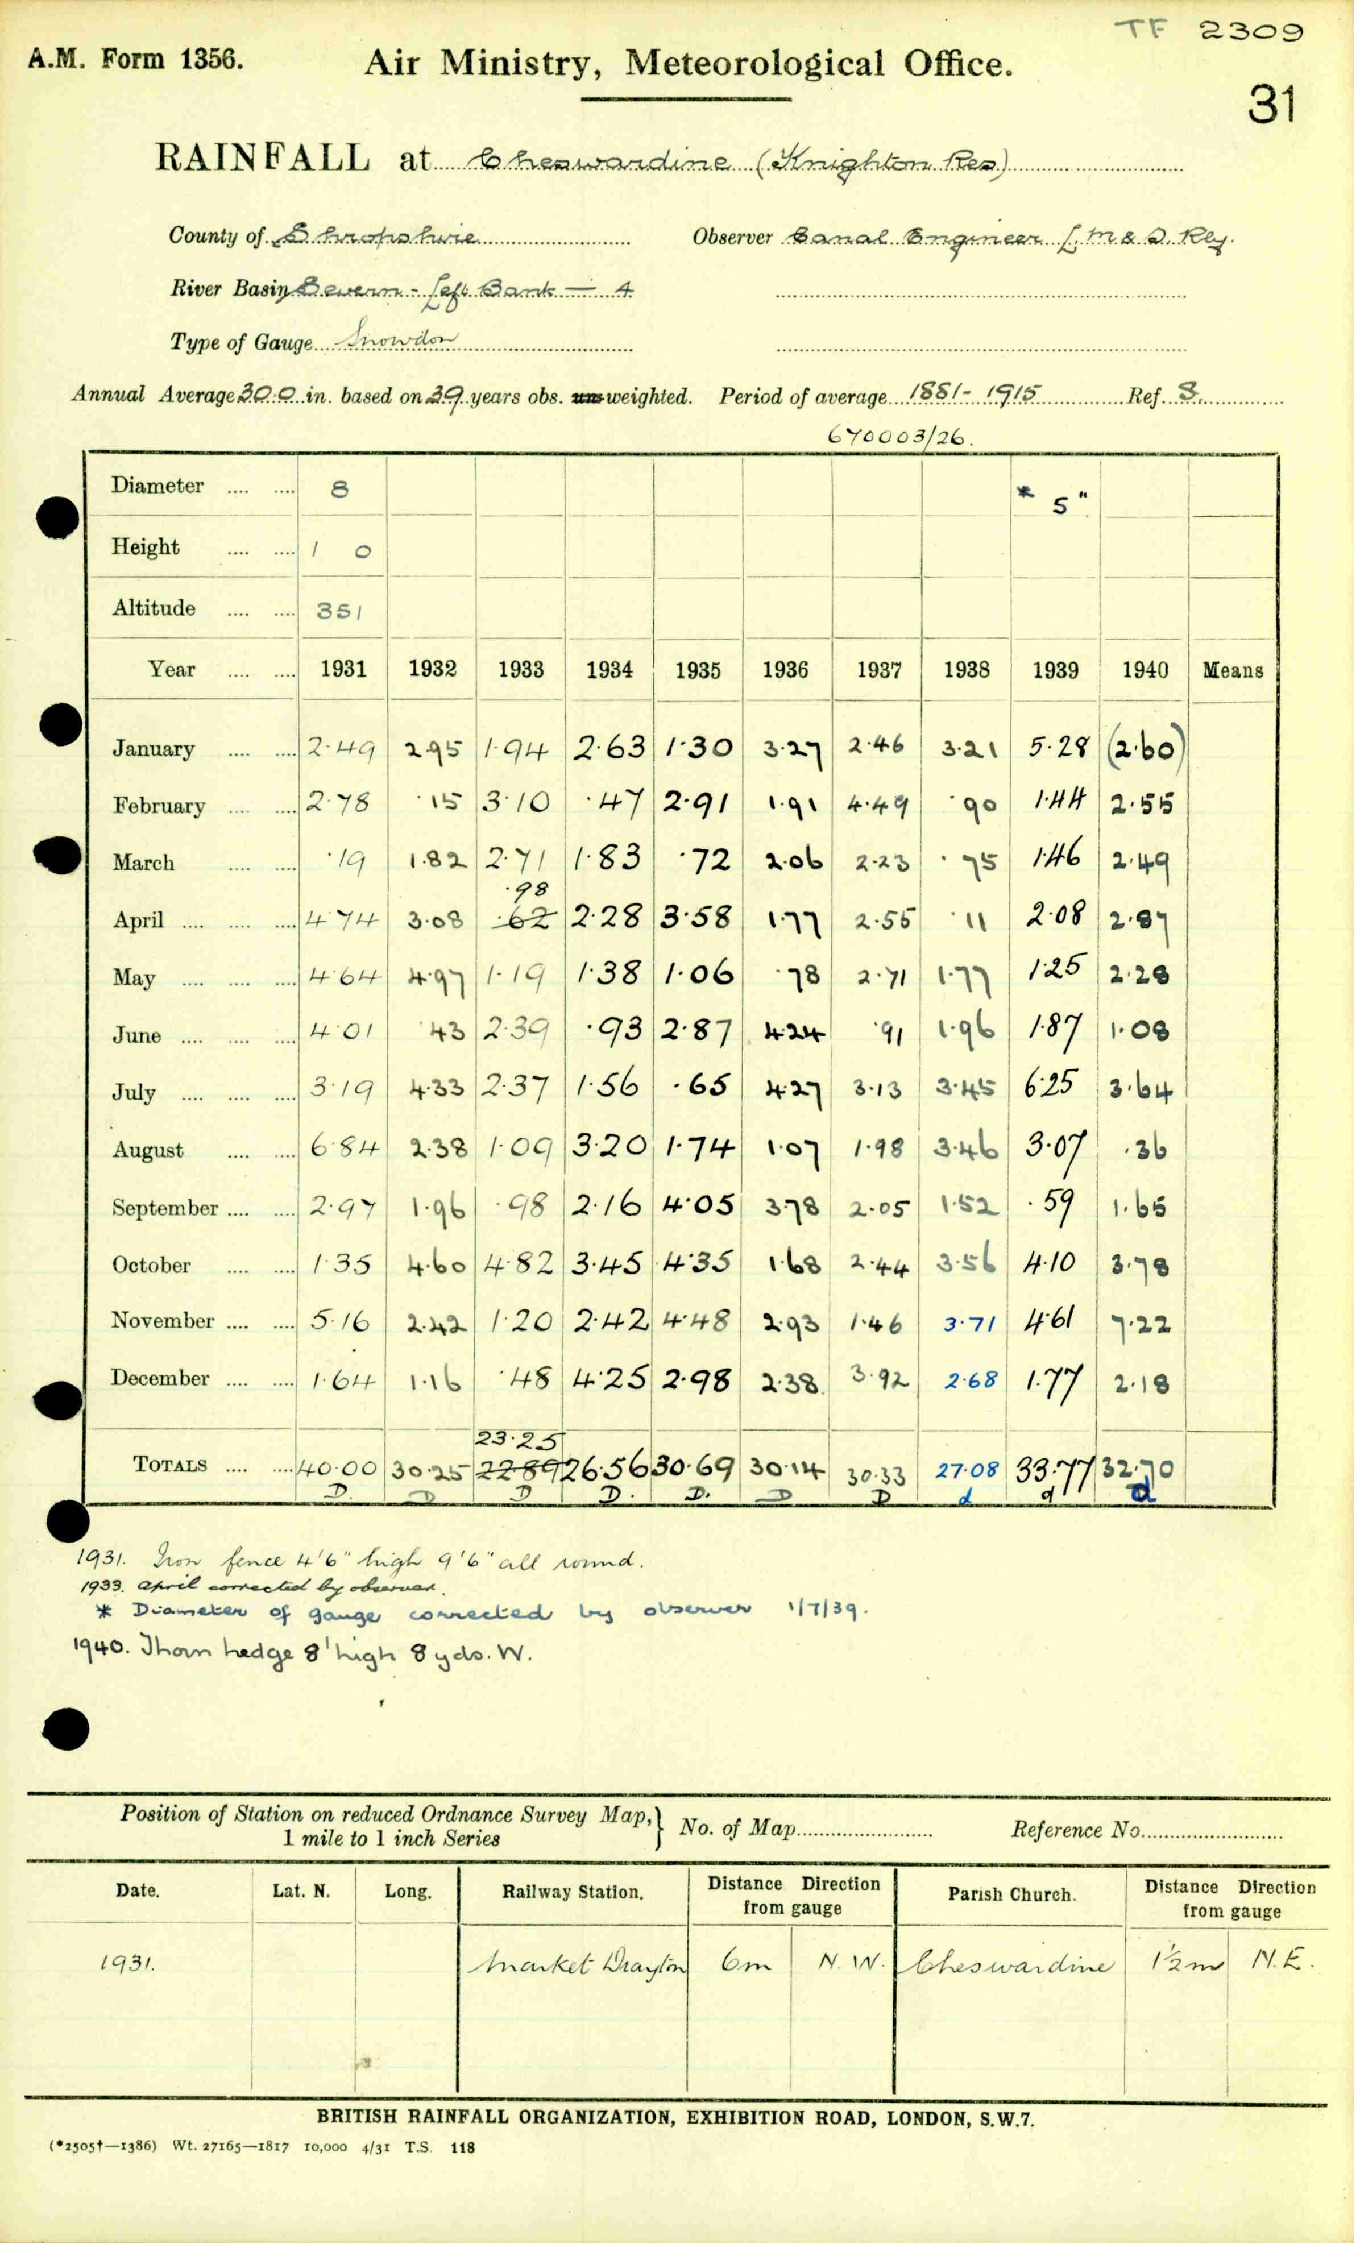 TF 2309
A.M. Form 1356. Air Ministry, Meteorological Office.
31
RAINFALL at Cheswardine (Knighton Res)
County of Shropshire Observer Canal Engineer L.M & S. Rly.
River Basin Severn - Left Bank — 4
Type of Gauge Snowdon
Annual Average 30.0 in. based on 39 years obs. un weighted. Period of average 1881- 1915 Ref. S.
670003/26.
Diameter .... .... 8 * 5"
Height .... .... 1 0
Altitude .... .... 351
Year .... .... 1931 1932 1933 1934 1935 1936 1937 1938 1939 1940 Means
January .... .... 2.49 2.95 1.94 2.63 1.30 3.27 2.46 3.21 5.28 (2.60)
February .... .... 2.78 .15 3.10 .47 2.91 1.91 4.49 .90 1.44 2.55
March .... .... .19 1.82 2.71 1.83 .72 2.06 2.23 .75 1.46 2.49
.98
April .... .... .... 4.74 3.08 .62 2.28 3.58 1.77 2.55 .11 2.08 2.87
May .... .... .... 4.64 4.97 1.19 1.38 1.06 .78 2.71 1.77 1.25 2.28
June .... .... .... 4.01 .43 2.39 .93 2.87 4.24 .91 1.96 1.87 1.08
July .... .... .... 3.19 4.33 2.37 1.56 .65 4.27 3.13 3.45 6.25 3.64
August .... .... 6.84 2.38 1.09 3.20 1.74 1.07 1.98 3.46 3.07 .36
September .... .... 2.97 1.96 .98 2.16 4.05 3.78 2.05 1.52 .59 1.65
October .... .... 1.35 4.60 4.82 3.45 4.35 1.68 2.44 3.56 4.10 3.78
November .... .... 5.16 2.42 1.20 2.42 4.48 2.93 1.46 3.71 4.61 7.22
December .... .... 1.64 1.16 .48 4.25 2.98 2.38 3.92 2.68 1.77 2.18
23.25
TOTALS .... .... 40.00 30.25 22.89 26.56 30.69 30.14 30.33 27.08 33.77 32.70
D. D D D. D. D D d d d
1931. Iron fence 4'6" high 9'6" all round.
1933. April corrected by observer.
* Diameter of gauge corrected by observer 1/7/39.
1940. Thorn hedge 8' high 8 yds. W.
Position of Station on reduced Ordnance Survey Map, 1 mile to 1 inch Series } No. of Map Reference No.
Date. Lat. N. Long. Railway Station. Distance Direction from gauge Parish Church. Distance Direction from gauge
1931. Market Drayton 6m N.W. Cheswardine 1½m N.E.
BRITISH RAINFALL ORGANIZATION, EXHIBITION ROAD, LONDON, S.W.7.
(*2505†—1386) Wt. 27165—1817 10,000 4/31 T.S. 118